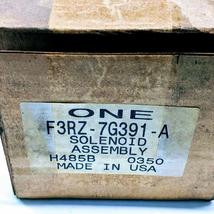 ONE
F3RZ-7G391-A
SOLENOID
ASSEMBLY
H485B 0350
MADE IN USA